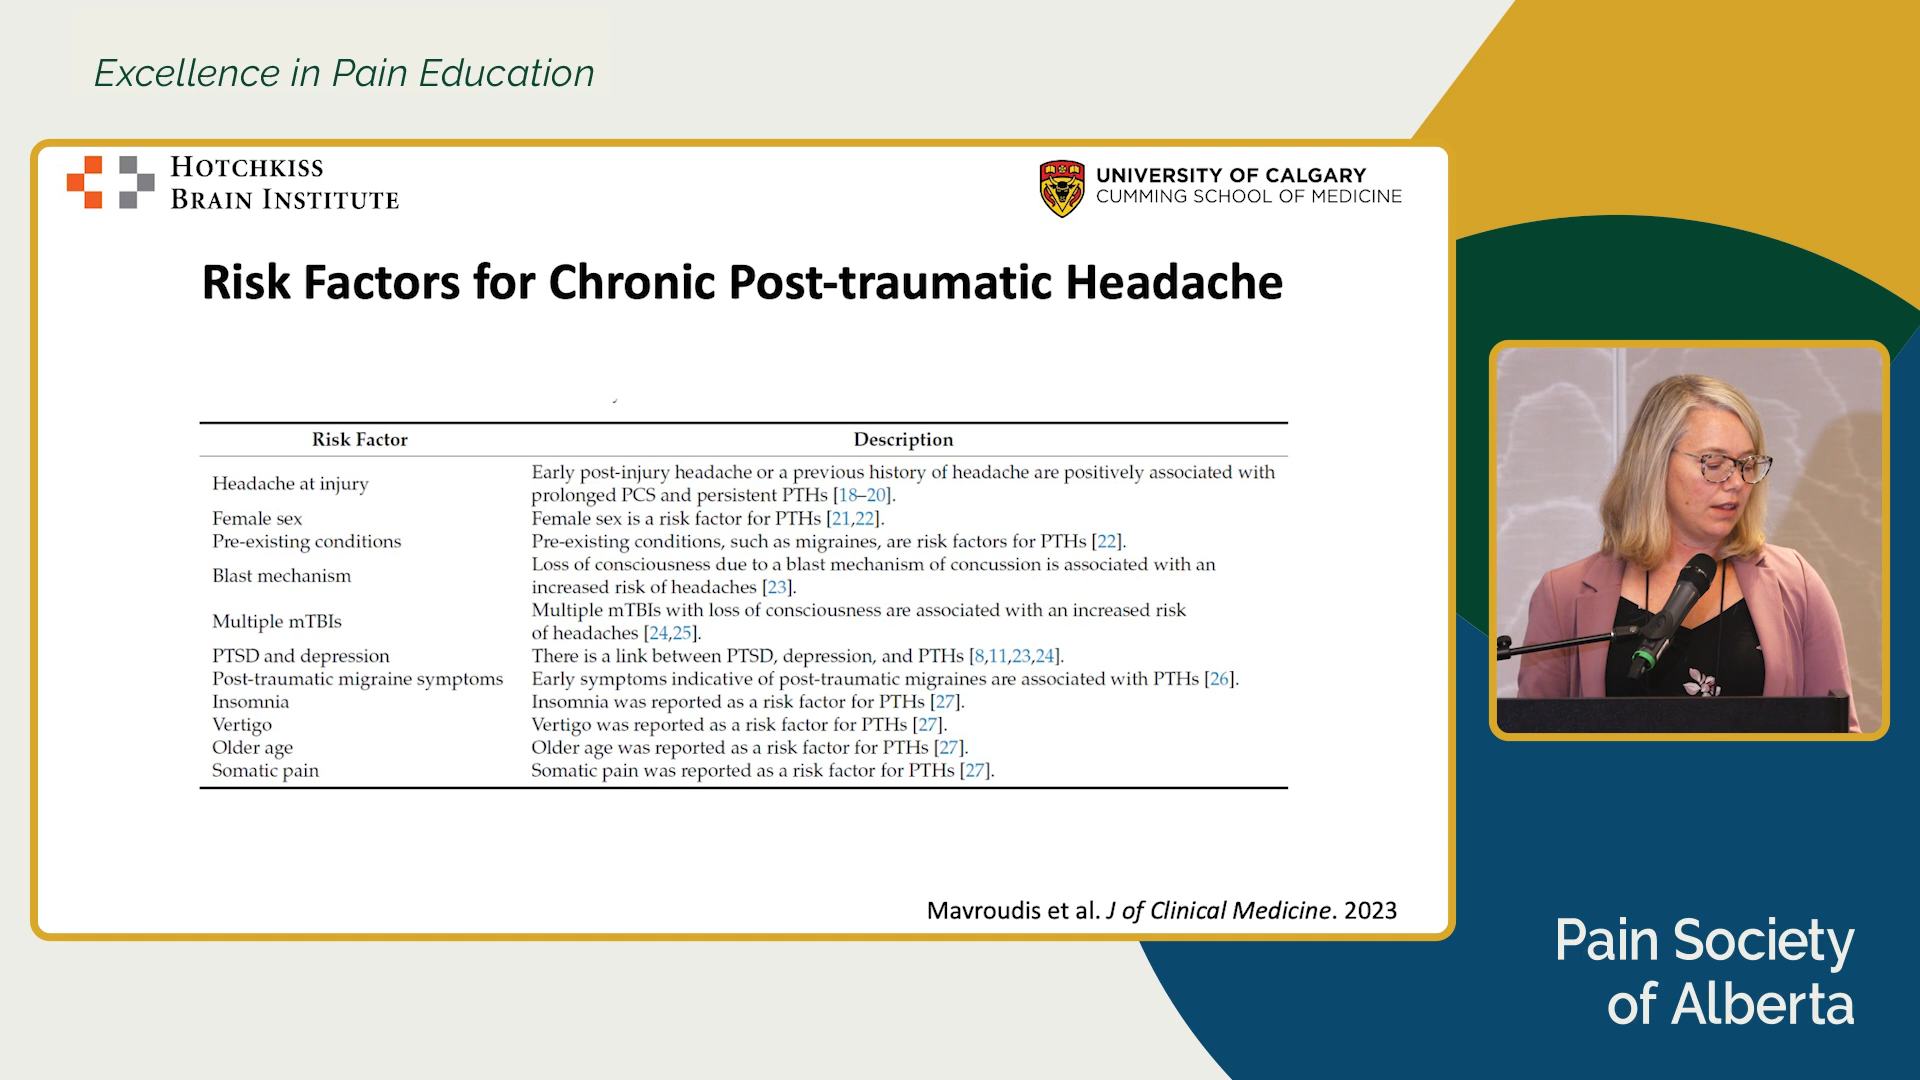 Excellence in Pain Education
HOTCHKISS
BRAIN INSTITUTE
UNIVERSITY OF CALGARY
CUMMING SCHOOL OF MEDICINE
Risk Factors for Chronic Post-traumatic Headache
Risk Factor Description
Headache at injury Early post-injury headache or a previous history of headache are positively associated with
prolonged PCS and persistent PTHs [18–20].
Female sex Female sex is a risk factor for PTHs [21,22].
Pre-existing conditions Pre-existing conditions, such as migraines, are risk factors for PTHs [22].
Blast mechanism Loss of consciousness due to a blast mechanism of concussion is associated with an
increased risk of headaches [23].
Multiple mTBIs Multiple mTBIs with loss of consciousness are associated with an increased risk
of headaches [24,25].
PTSD and depression There is a link between PTSD, depression, and PTHs [8,11,23,24].
Post-traumatic migraine symptoms Early symptoms indicative of post-traumatic migraines are associated with PTHs [26].
Insomnia Insomnia was reported as a risk factor for PTHs [27].
Vertigo Vertigo was reported as a risk factor for PTHs [27].
Older age Older age was reported as a risk factor for PTHs [27].
Somatic pain Somatic pain was reported as a risk factor for PTHs [27].
Mavroudis et al. J of Clinical Medicine. 2023
Pain Society
of Alberta